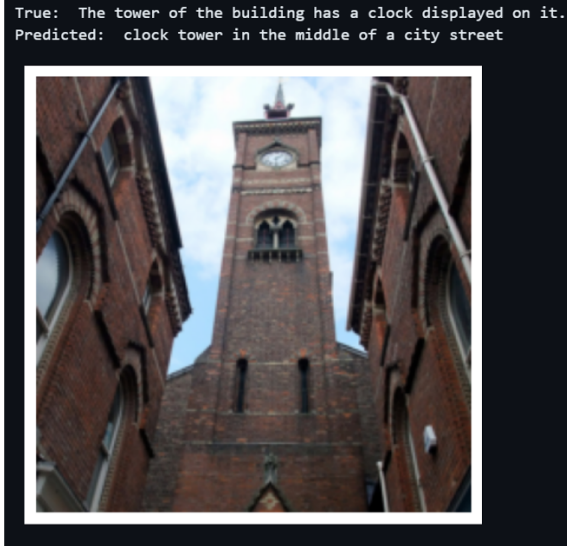 True:  The tower of the building has a clock displayed on it.
Predicted:  clock tower in the middle of a city street